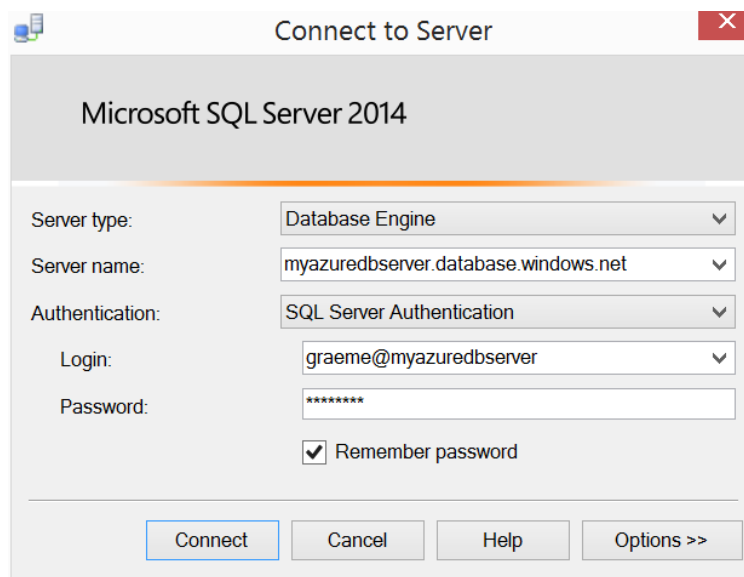 Connect to Server
Microsoft SQL Server 2014
Server type: Database Engine
Server name: myazuredbserver.database.windows.net
Authentication: SQL Server Authentication
Login: graeme@myazuredbserver
Password: ********
Remember password
Connect Cancel Help Options >>